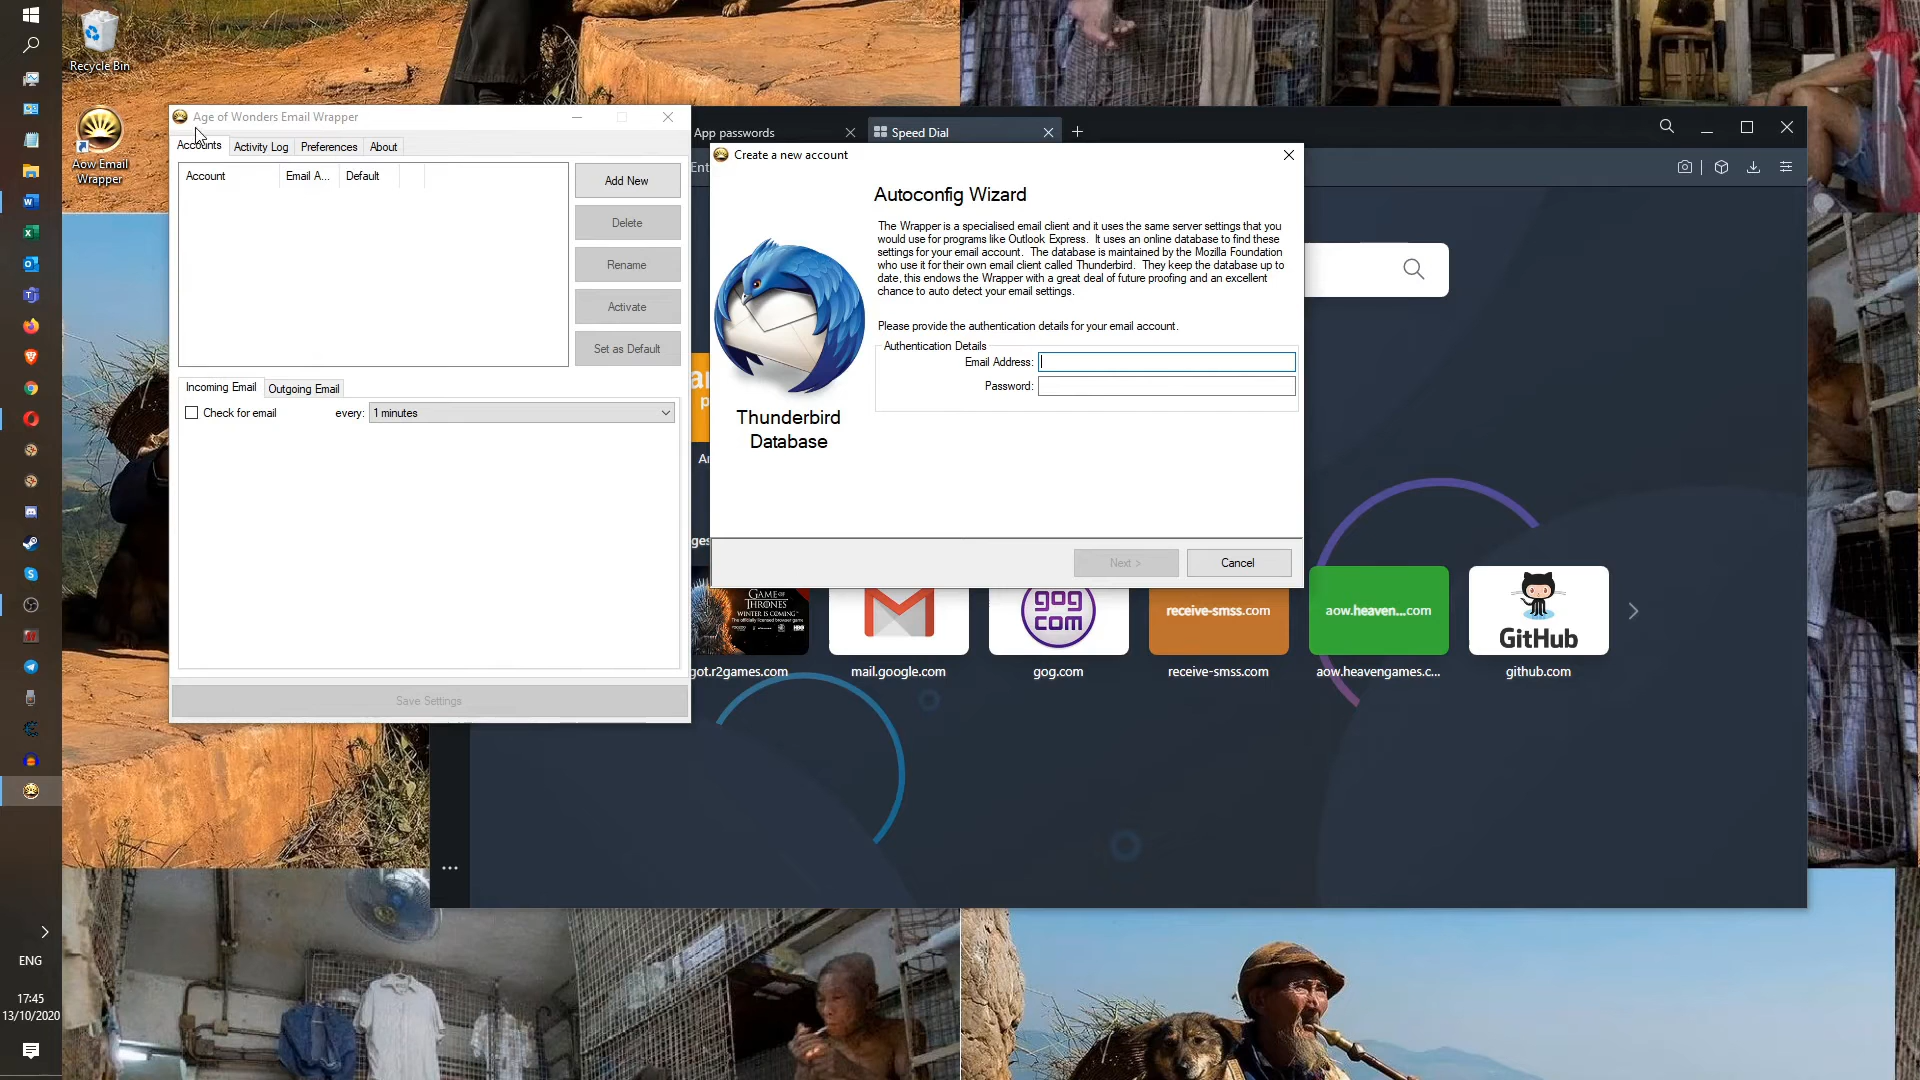 Recycle Bin
Aow Email
Wrapper
Age of Wonders Email Wrapper
Accounts
Activity Log
Preferences
About
Account
Email A...
Default
Add New
Delete
Rename
Activate
Set as Default
Incoming Email
Outgoing Email
Check for email
every:
1 minutes
Save Settings
App passwords
Speed Dial
Create a new account
Autoconfig Wizard
The Wrapper is a specialised email client and it uses the same server settings that you
would use for programs like Outlook Express. It uses an online database to find these
settings for your email account. The database is maintained by the Mozilla Foundation
who use it for their own email client called Thunderbird. They keep the database up to
date, this endows the Wrapper with a great deal of future proofing and an excellent
chance to auto detect your email settings.
Please provide the authentication details for your email account.
Authentication Details
Email Address:
Password:
Thunderbird
Database
Next >
Cancel
GAME OF
THRONES
WINTER IS COMING
gog
com
receive-smss.com
aow.heaven...com
GitHub
got.r2games.com
mail.google.com
gog.com
receive-smss.com
aow.heavengames.c...
github.com
ENG
17:45
13/10/2020